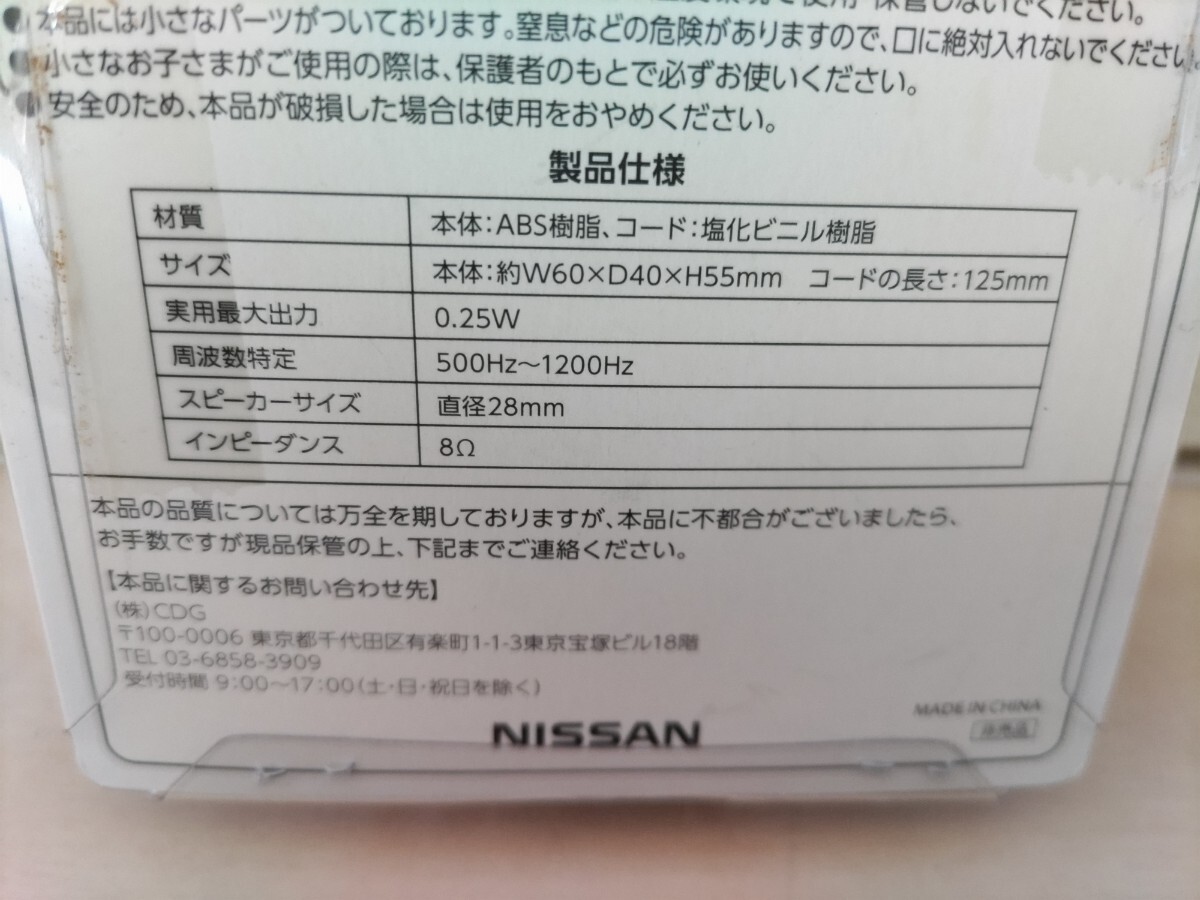 使用・保管しないでください。
●本品には小さなパーツがついております。窒息などの危険がありますので、口に絶対入れないでください。
●小さなお子さまがご使用の際は、保護者のもとで必ずお使いください。
●安全のため、本品が破損した場合は使用をおやめください。
製品仕様
材質 本体：ABS樹脂、コード：塩化ビニル樹脂
サイズ 本体：約W60×D40×H55mm　コードの長さ：125mm
実用最大出力 0.25W
周波数特定 500Hz～1200Hz
スピーカーサイズ 直径28mm
インピーダンス 8Ω
本品の品質については万全を期しておりますが、本品に不都合がございましたら、
お手数ですが現品保管の上、下記までご連絡ください。
【本品に関するお問い合わせ先】
（株）CDG
〒100-0006 東京都千代田区有楽町1-1-3東京宝塚ビル18階
TEL 03-6858-3909
受付時間 9：00～17：00（土・日・祝日を除く）
MADE IN CHINA
NISSAN
非売品